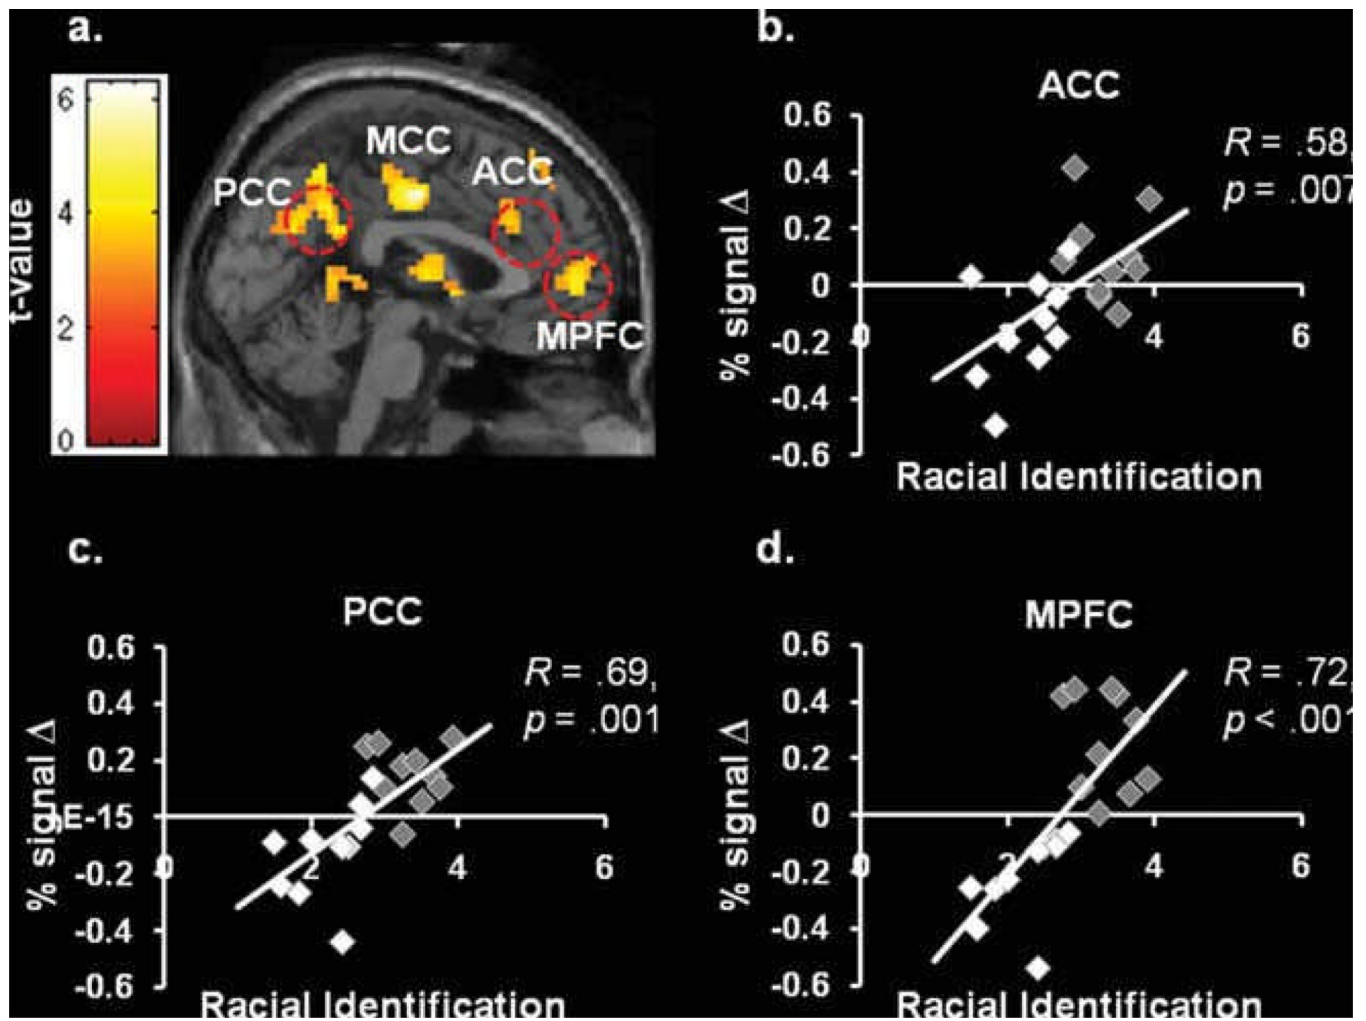 a.
6
4
2
0
t-value
PCC
MCC
ACC
MPFC
b.
ACC
R = .58,
p = .007
0.6
0.4
0.2
0
-0.2
-0.4
-0.6
0
4
6
% signal Δ
Racial Identification
c.
PCC
R = .69,
p = .001
0.6
0.4
0.2
E-15
-0.2
-0.4
-0.6
0
2
4
6
% signal Δ
Racial Identification
d.
MPFC
R = .72,
p < .001
0.6
0.4
0.2
0
-0.2
-0.4
-0.6
0
2
4
6
% signal Δ
Racial Identification